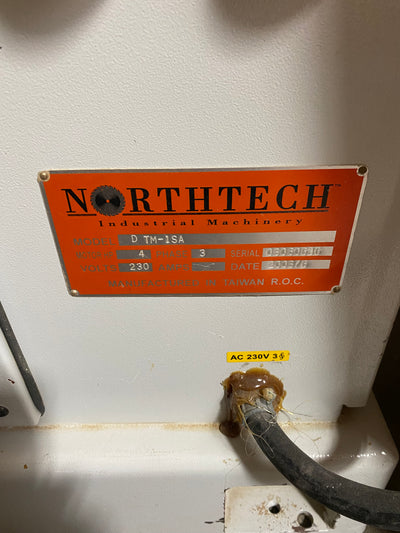 NORTHTECH
Industrial Machinery
MODEL D TM-1SA
4 3 SERIAL
VOLTS 230 AMPS DATE
MANUFACTURED IN TAIWAN R.O.C.
AC 230V 3ϕ